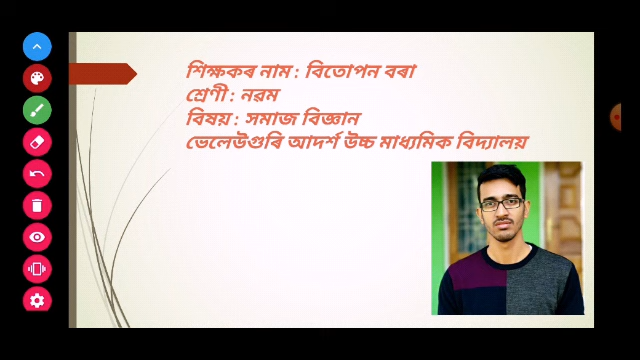 শিক্ষকৰ নাম : বিতোপন বৰা
শ্ৰেণী : নৱম
বিষয় : সমাজ বিজ্ঞান
ভেলেউগুৰি আদৰ্শ উচ্চ মাধ্যমিক বিদ্যালয়